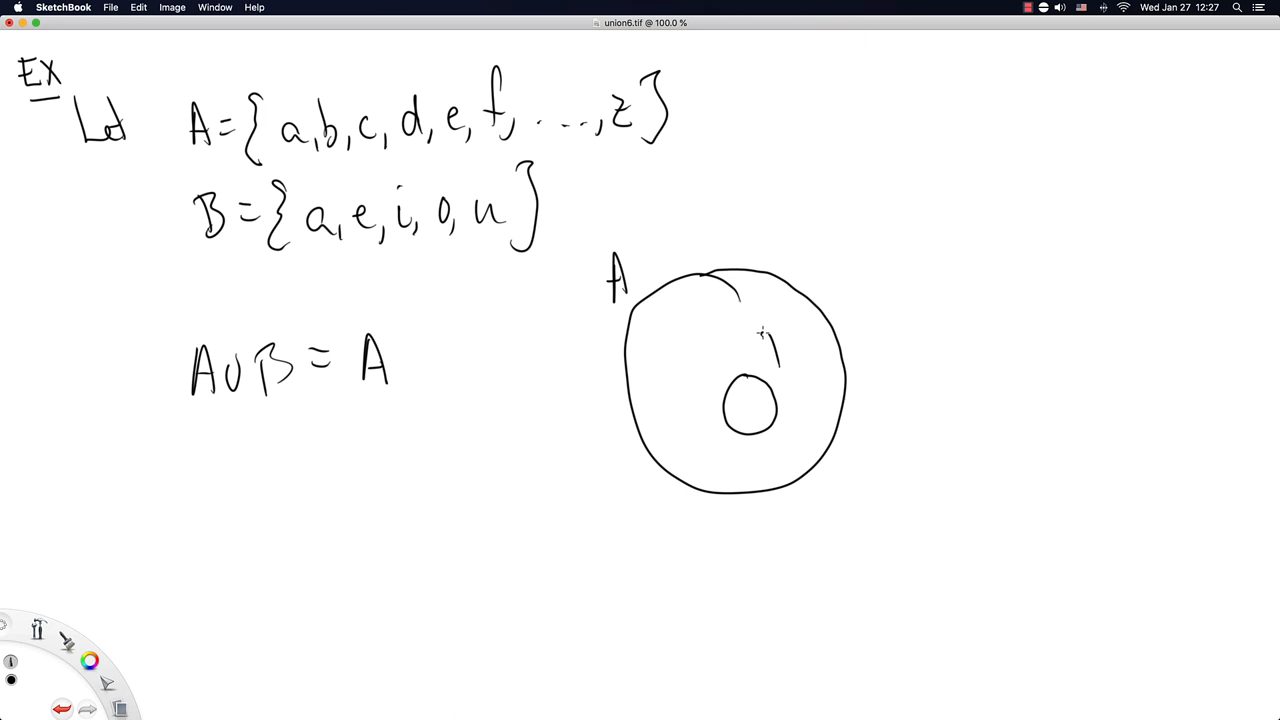 SketchBook File Edit Image Window Help Wed Jan 27 12:27
union6.tif @ 100.0 %
EX
Let A={a,b,c,d,e,f,....,z}
B={a,e,i,o,u}
A
A∪B=A